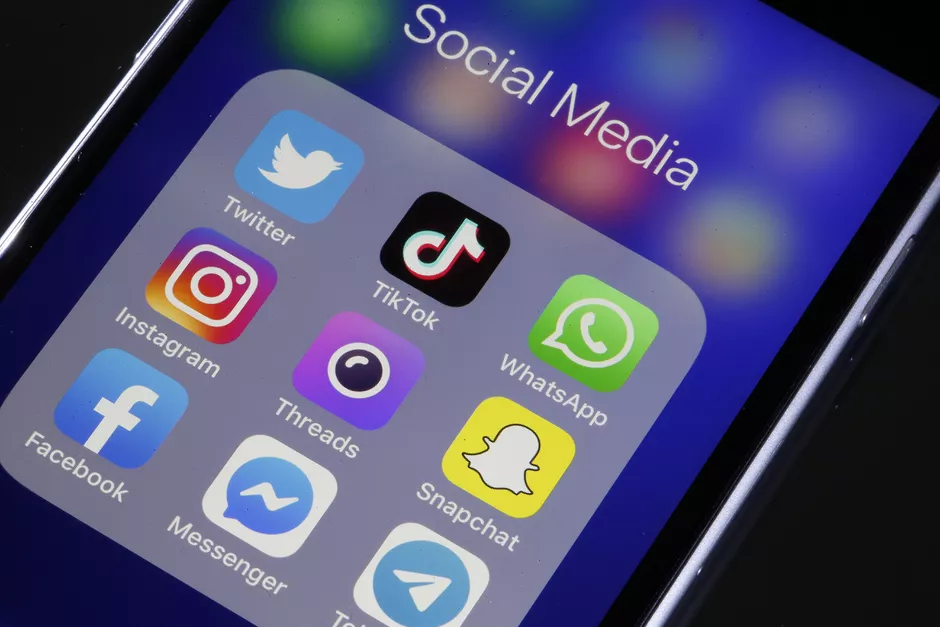 Social Media
Twitter
TikTok
WhatsApp
Instagram
Threads
Snapchat
Facebook
Messenger